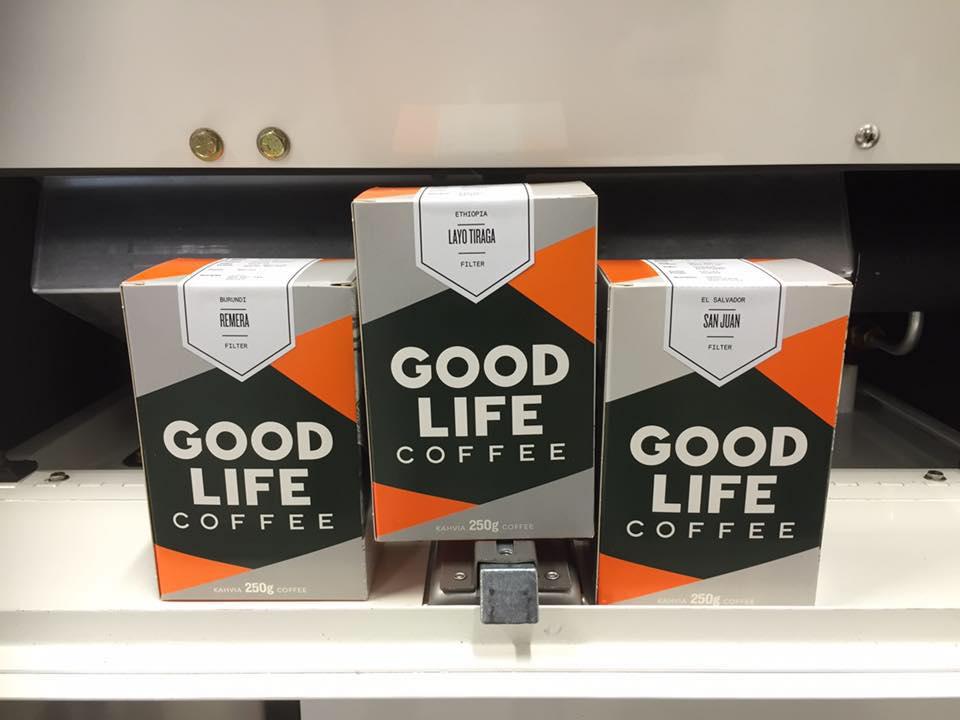 BURUNDI
REMERA
FILTER
GOOD
LIFE
COFFEE
KAHVIA 250g COFFEE
ETHIOPIA
LAYO TIRAGA
FILTER
GOOD
LIFE
COFFEE
KAHVIA 250g COFFEE
EL SALVADOR
SAN JUAN
FILTER
GOOD
LIFE
COFFEE
KAHVIA 250g COFFEE